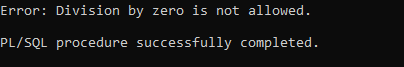 Error: Division by zero is not allowed.
PL/SQL procedure successfully completed.